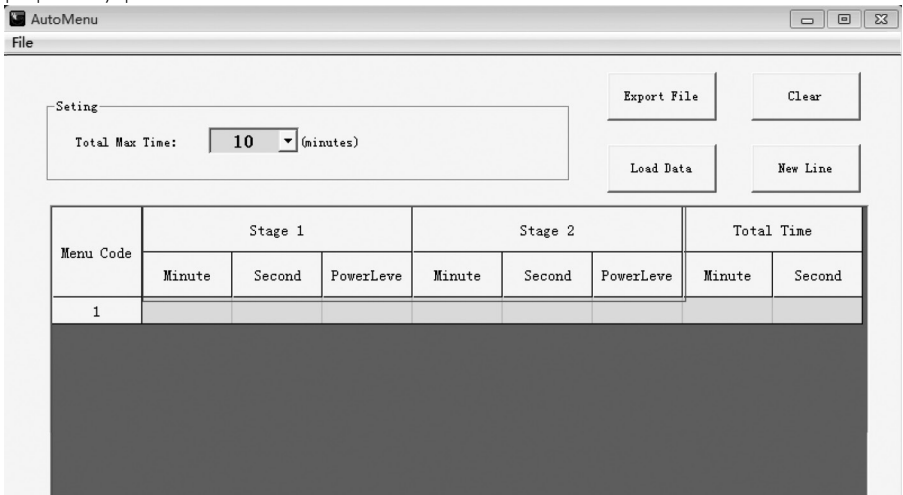 AutoMenu
File
Seting
Total Max Time: 10 (minutes)
Export File
Clear
Load Data
New Line
Menu Code
Stage 1
Stage 2
Total Time
Minute Second PowerLeve Minute Second PowerLeve Minute Second
1